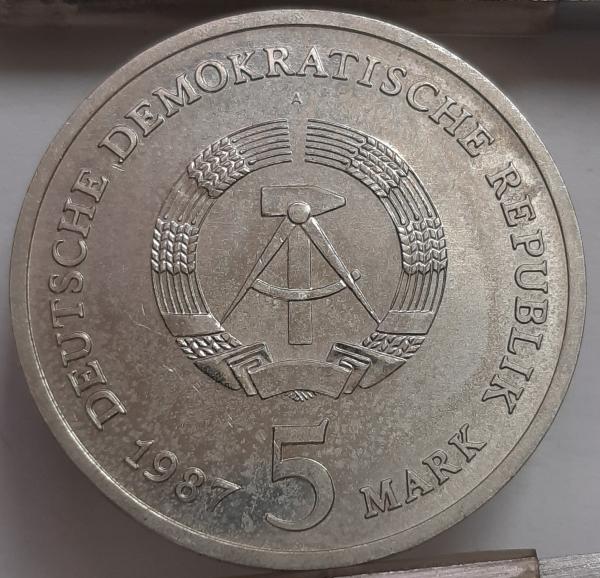 DEUTSCHE DEMOKRATISCHE REPUBLIK
A
1987 5 MARK